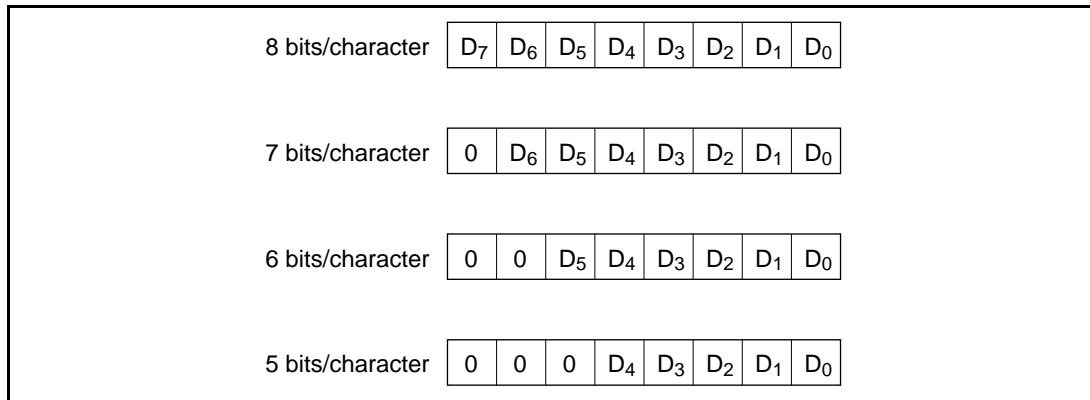 8 bits/character D7 D6 D5 D4 D3 D2 D1 D0
7 bits/character 0 D6 D5 D4 D3 D2 D1 D0
6 bits/character 0 0 D5 D4 D3 D2 D1 D0
5 bits/character 0 0 0 D4 D3 D2 D1 D0